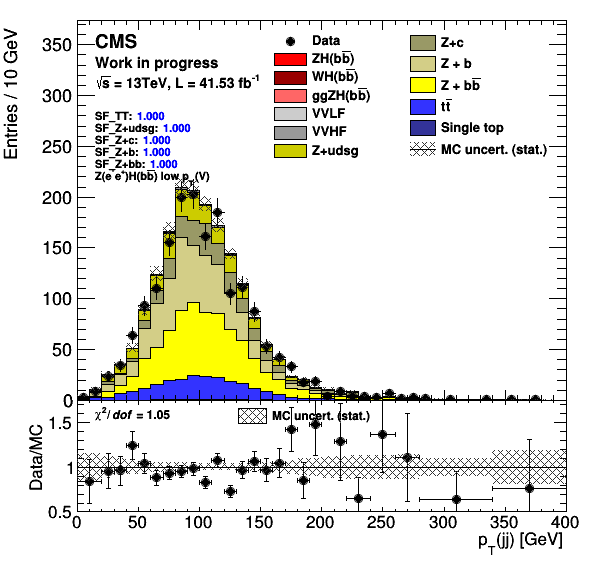 CMS
Work in progress
√s = 13TeV, L = 41.53 fb⁻¹
SF_TT: 1.000
SF_Z+udsg: 1.000
SF_Z+c: 1.000
SF_Z+b: 1.000
SF_Z+bb: 1.000
Z(e⁻e⁺)H(bb̅) low p_T(V)
Data
ZH(bb̅)
WH(bb̅)
ggZH(bb̅)
VVLF
VVHF
Z+udsg
Z+c
Z + b
Z + bb̅
tt̅
Single top
MC uncert. (stat.)
Entries / 10 GeV
350
300
250
200
150
100
50
0
χ²/dof = 1.05
MC uncert. (stat.)
Data/MC
1.5
1
0.5
0 50 100 150 200 250 300 350 400
p_T(jj) [GeV]